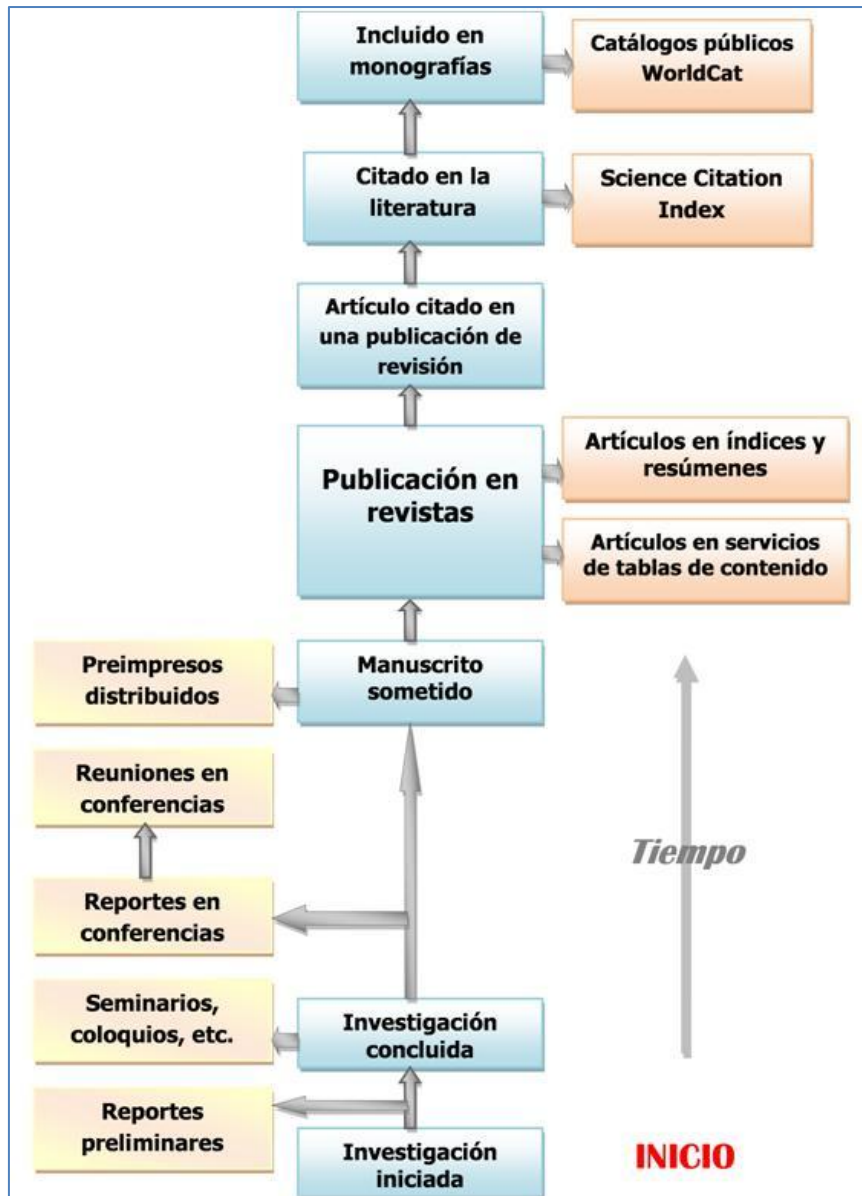 Incluido en
monografías
Catálogos públicos
WorldCat
Citado en la
literatura
Science Citation
Index
Artículo citado en
una publicación de
revisión
Publicación en
revistas
Artículos en índices y
resúmenes
Artículos en servicios
de tablas de contenido
Preimpresos
distribuidos
Manuscrito
sometido
Reuniones en
conferencias
Tiempo
Reportes en
conferencias
Seminarios,
coloquios, etc.
Investigación
concluida
Reportes
preliminares
Investigación
iniciada
INICIO